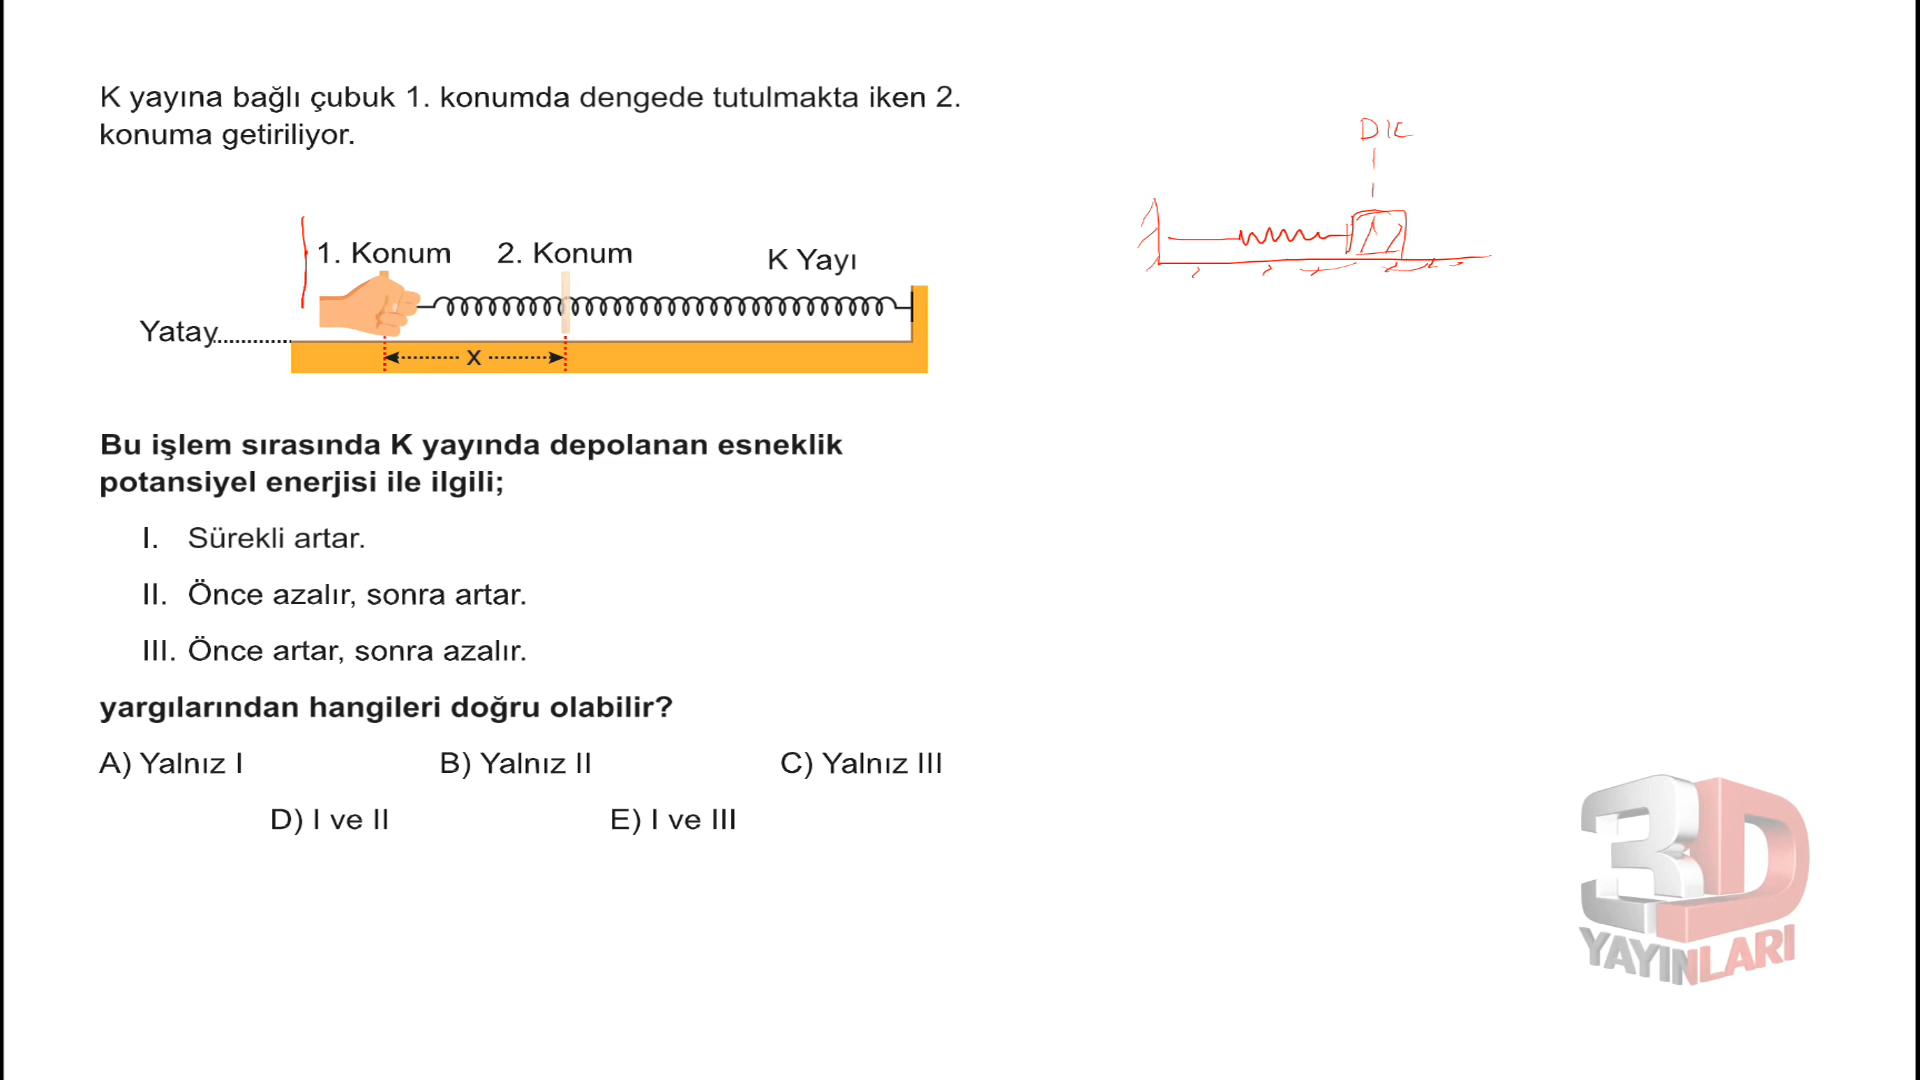 K yayına bağlı çubuk 1. konumda dengede tutulmakta iken 2.
konuma getiriliyor.
DK
1. Konum 2. Konum K Yayı
Yatay
x
Bu işlem sırasında K yayında depolanan esneklik
potansiyel enerjisi ile ilgili;
I. Sürekli artar.
II. Önce azalır, sonra artar.
III. Önce artar, sonra azalır.
yargılarından hangileri doğru olabilir?
A) Yalnız I B) Yalnız II C) Yalnız III
D) I ve II E) I ve III
3D
YAYINLARI